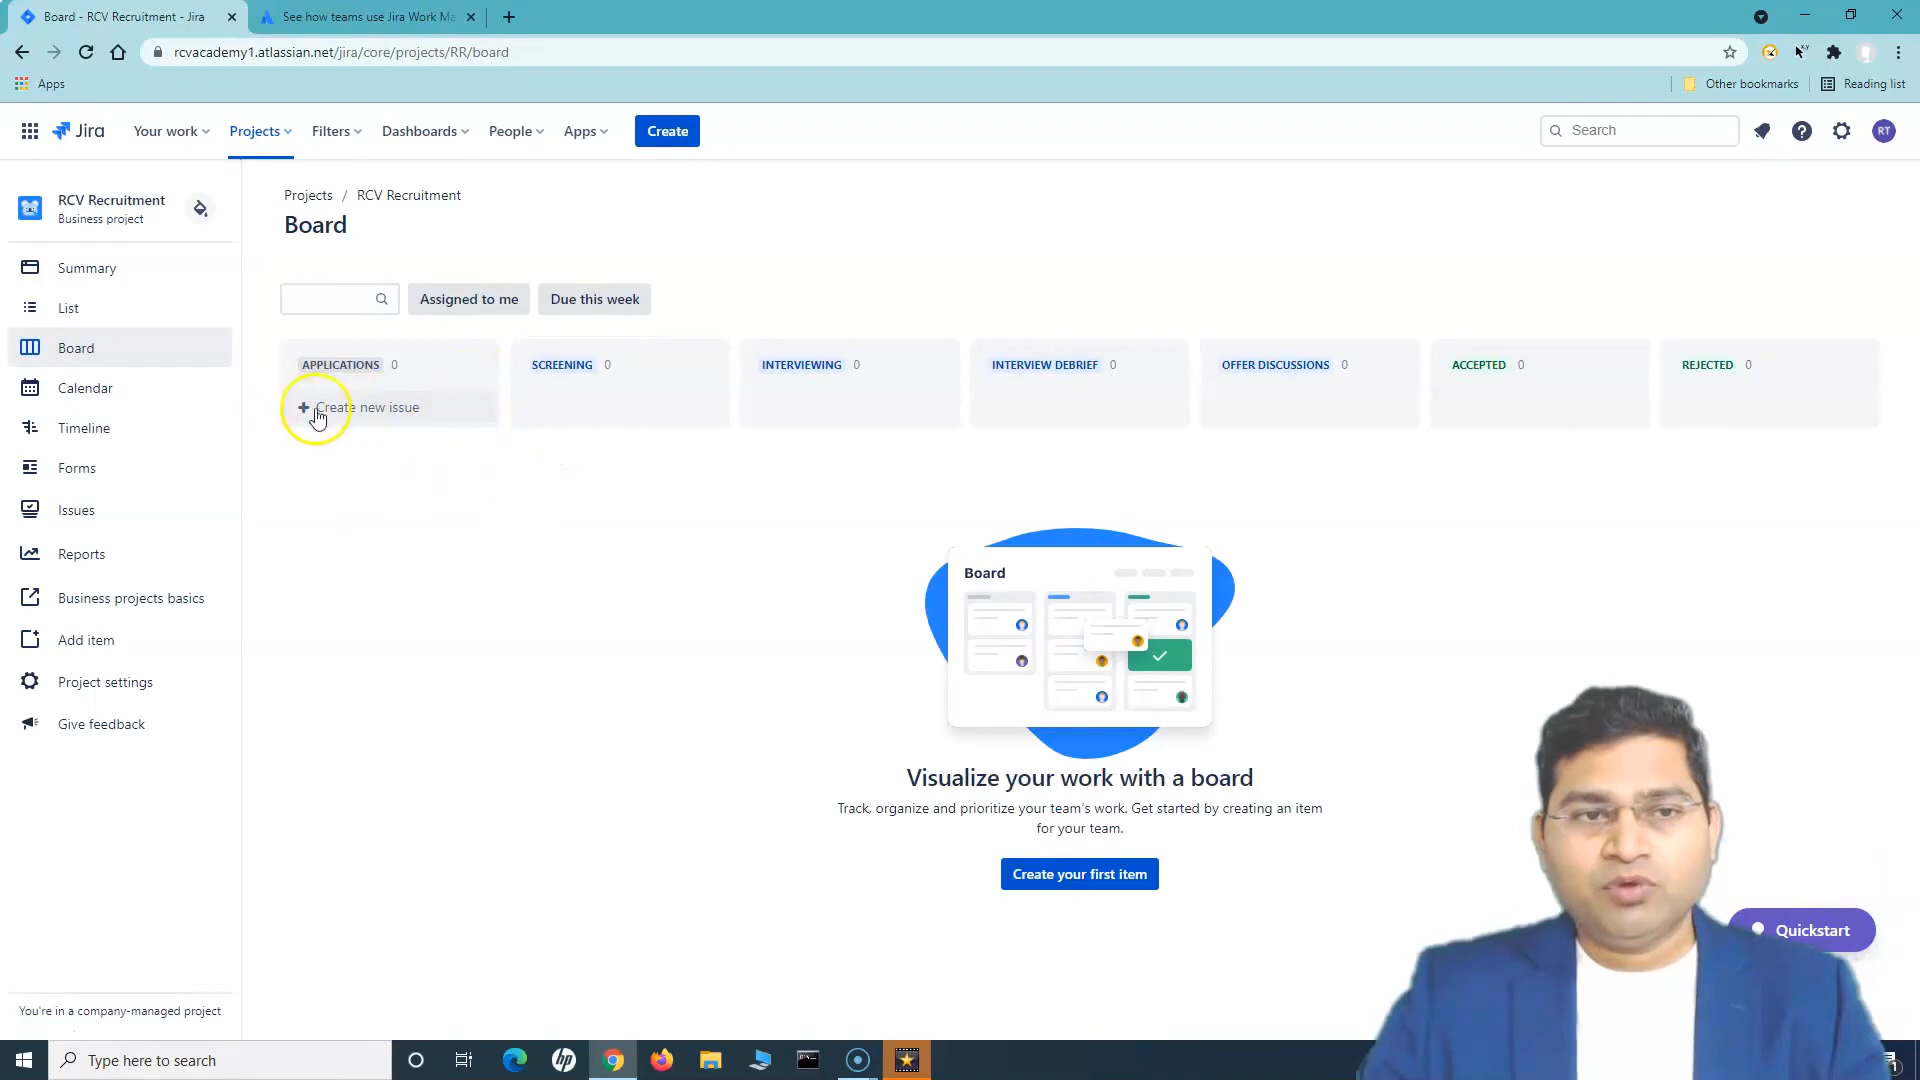 Board - RCV Recruitment - Jira
See how teams use Jira Work Ma
rcvacademy1.atlassian.net/jira/core/projects/RR/board
Apps
Other bookmarks
Reading list
Jira
Your work
Projects
Filters
Dashboards
People
Apps
Create
Search
RT
RCV Recruitment
Business project
Summary
List
Board
Calendar
Timeline
Forms
Issues
Reports
Business projects basics
Add item
Project settings
Give feedback
You're in a company-managed project
Projects / RCV Recruitment
Board
Assigned to me
Due this week
APPLICATIONS 0
SCREENING 0
INTERVIEWING 0
INTERVIEW DEBRIEF 0
OFFER DISCUSSIONS 0
ACCEPTED 0
REJECTED 0
+ Create new issue
Board
Visualize your work with a board
Track, organize and prioritize your team's work. Get started by creating an item
for your team.
Create your first item
Quickstart
Type here to search
hp
1